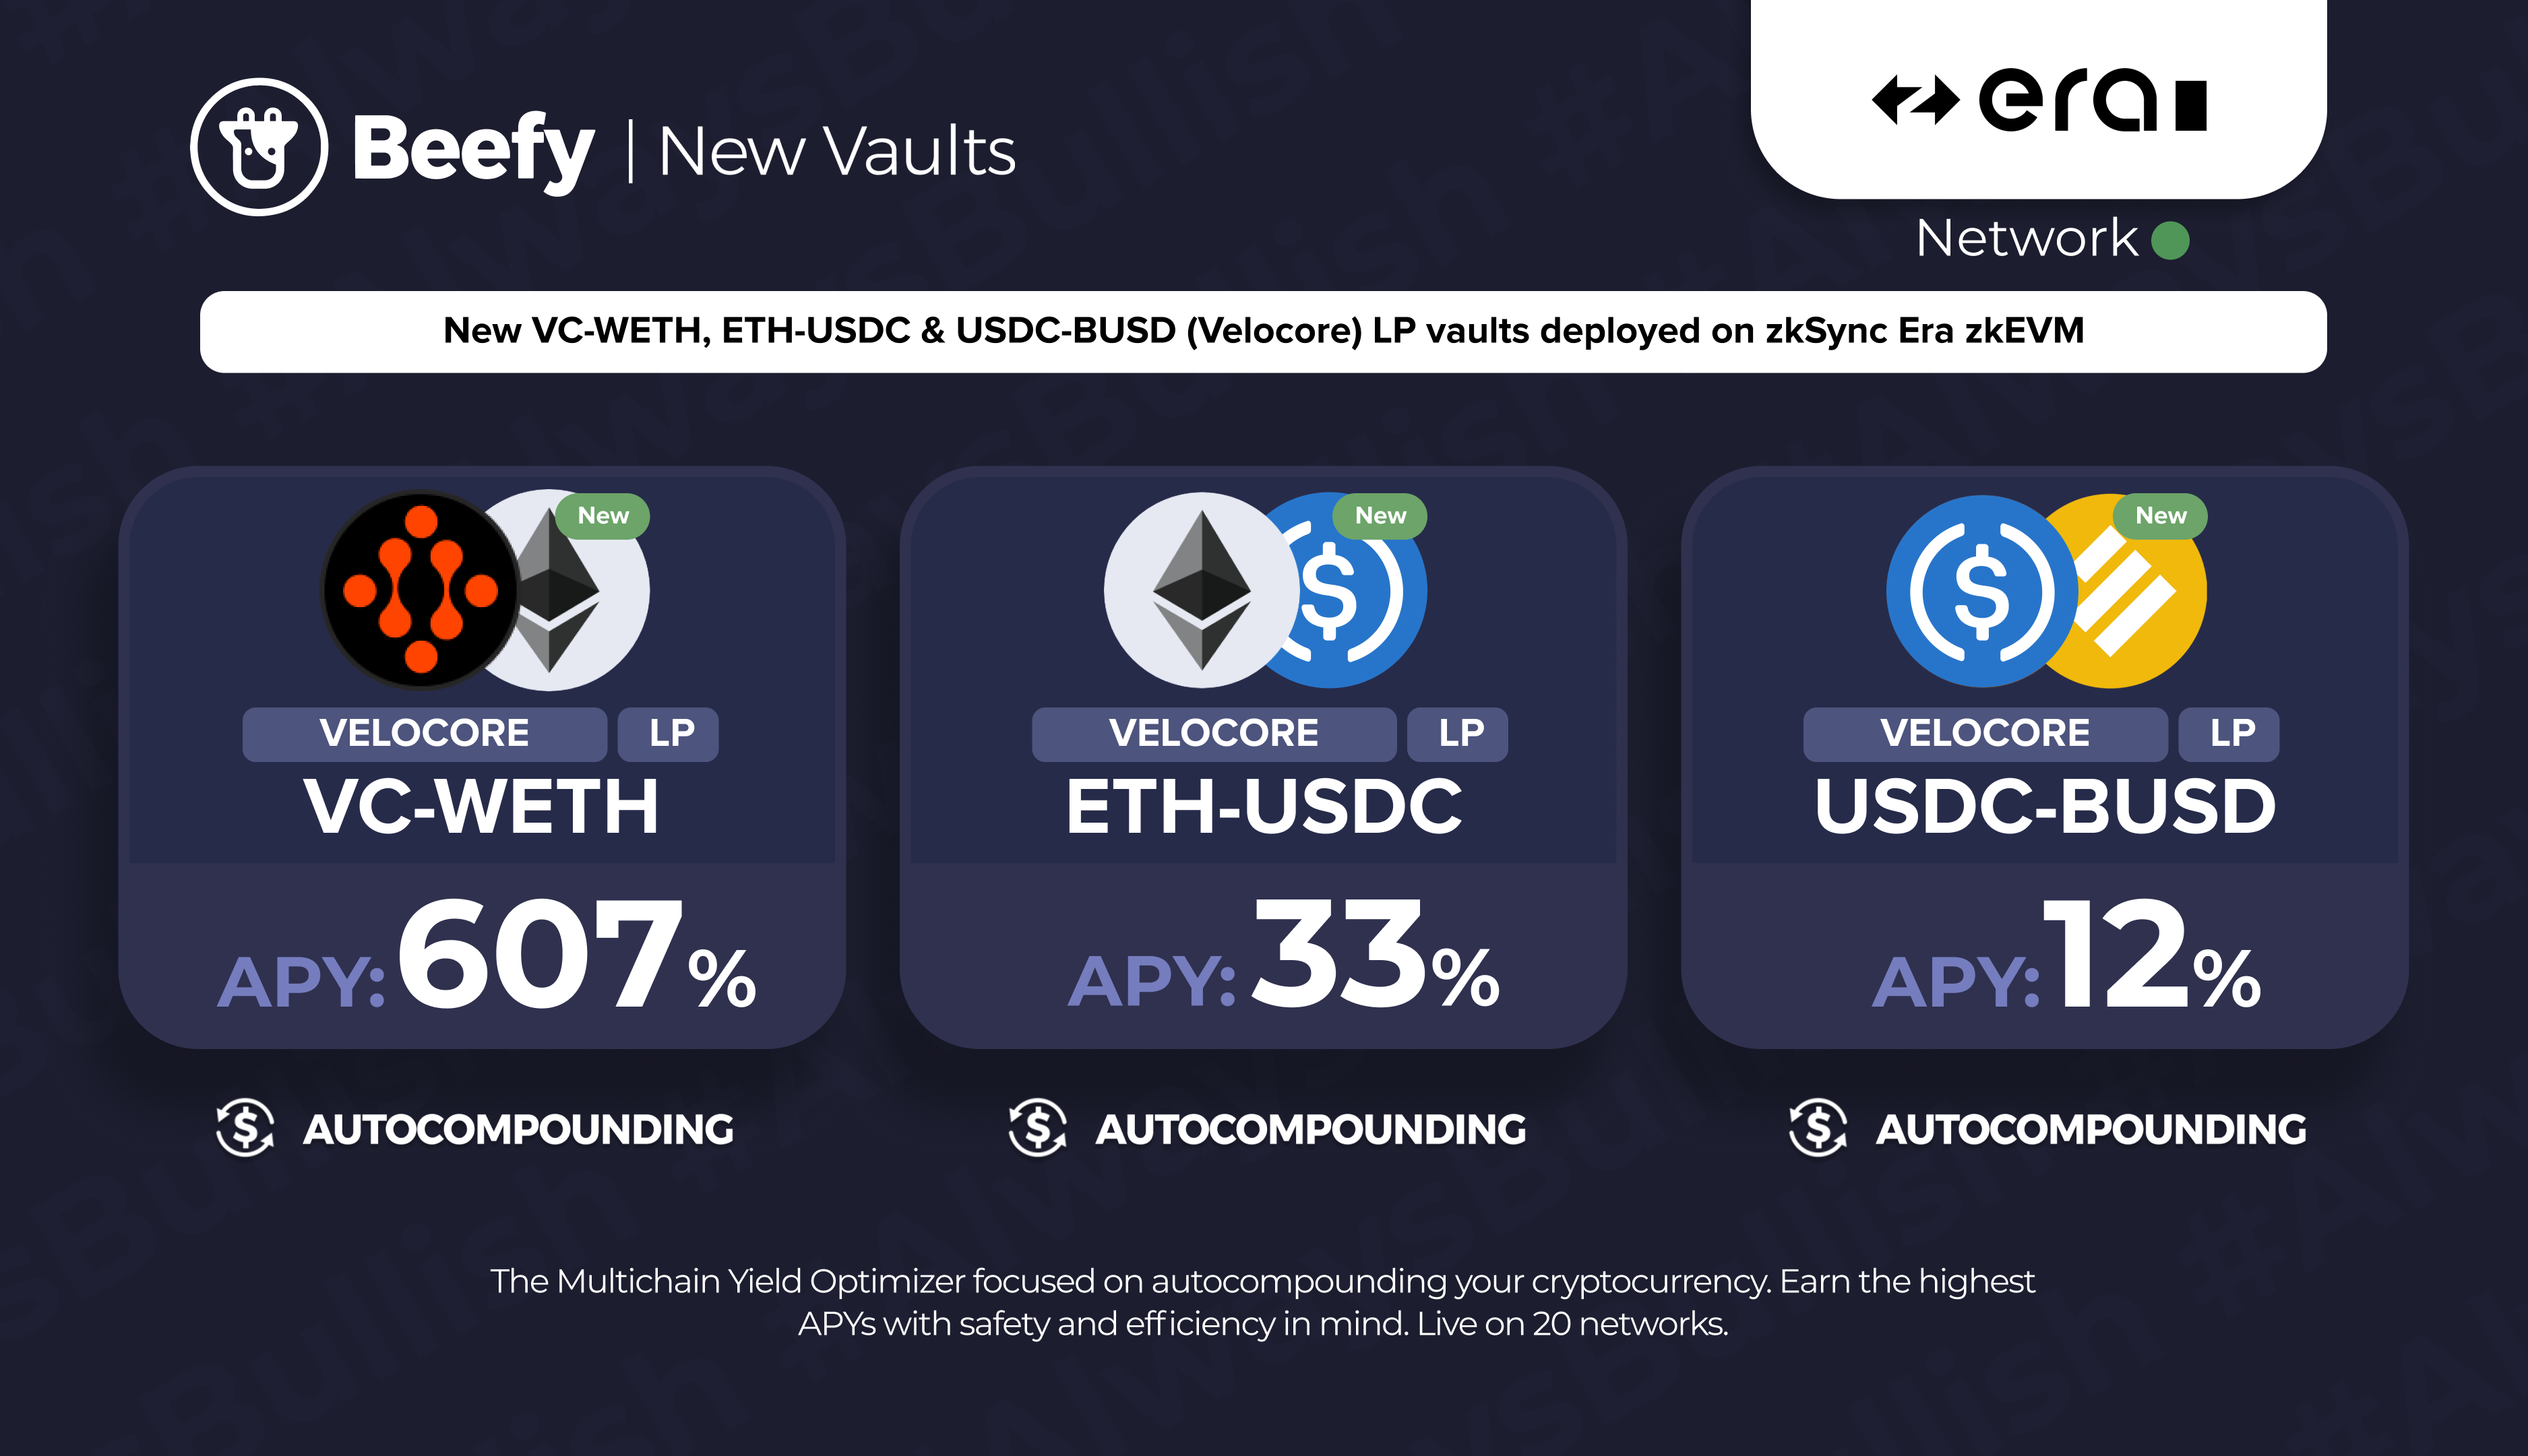 Beefy | New Vaults
era
Network
New VC-WETH, ETH-USDC & USDC-BUSD (Velocore) LP vaults deployed on zkSync Era zkEVM
New
VELOCORE LP
VC-WETH
APY: 607%
AUTOCOMPOUNDING
New
VELOCORE LP
ETH-USDC
APY: 33%
AUTOCOMPOUNDING
New
VELOCORE LP
USDC-BUSD
APY: 12%
AUTOCOMPOUNDING
The Multichain Yield Optimizer focused on autocompounding your cryptocurrency. Earn the highest
APYs with safety and efficiency in mind. Live on 20 networks.
#AlwaysBullish